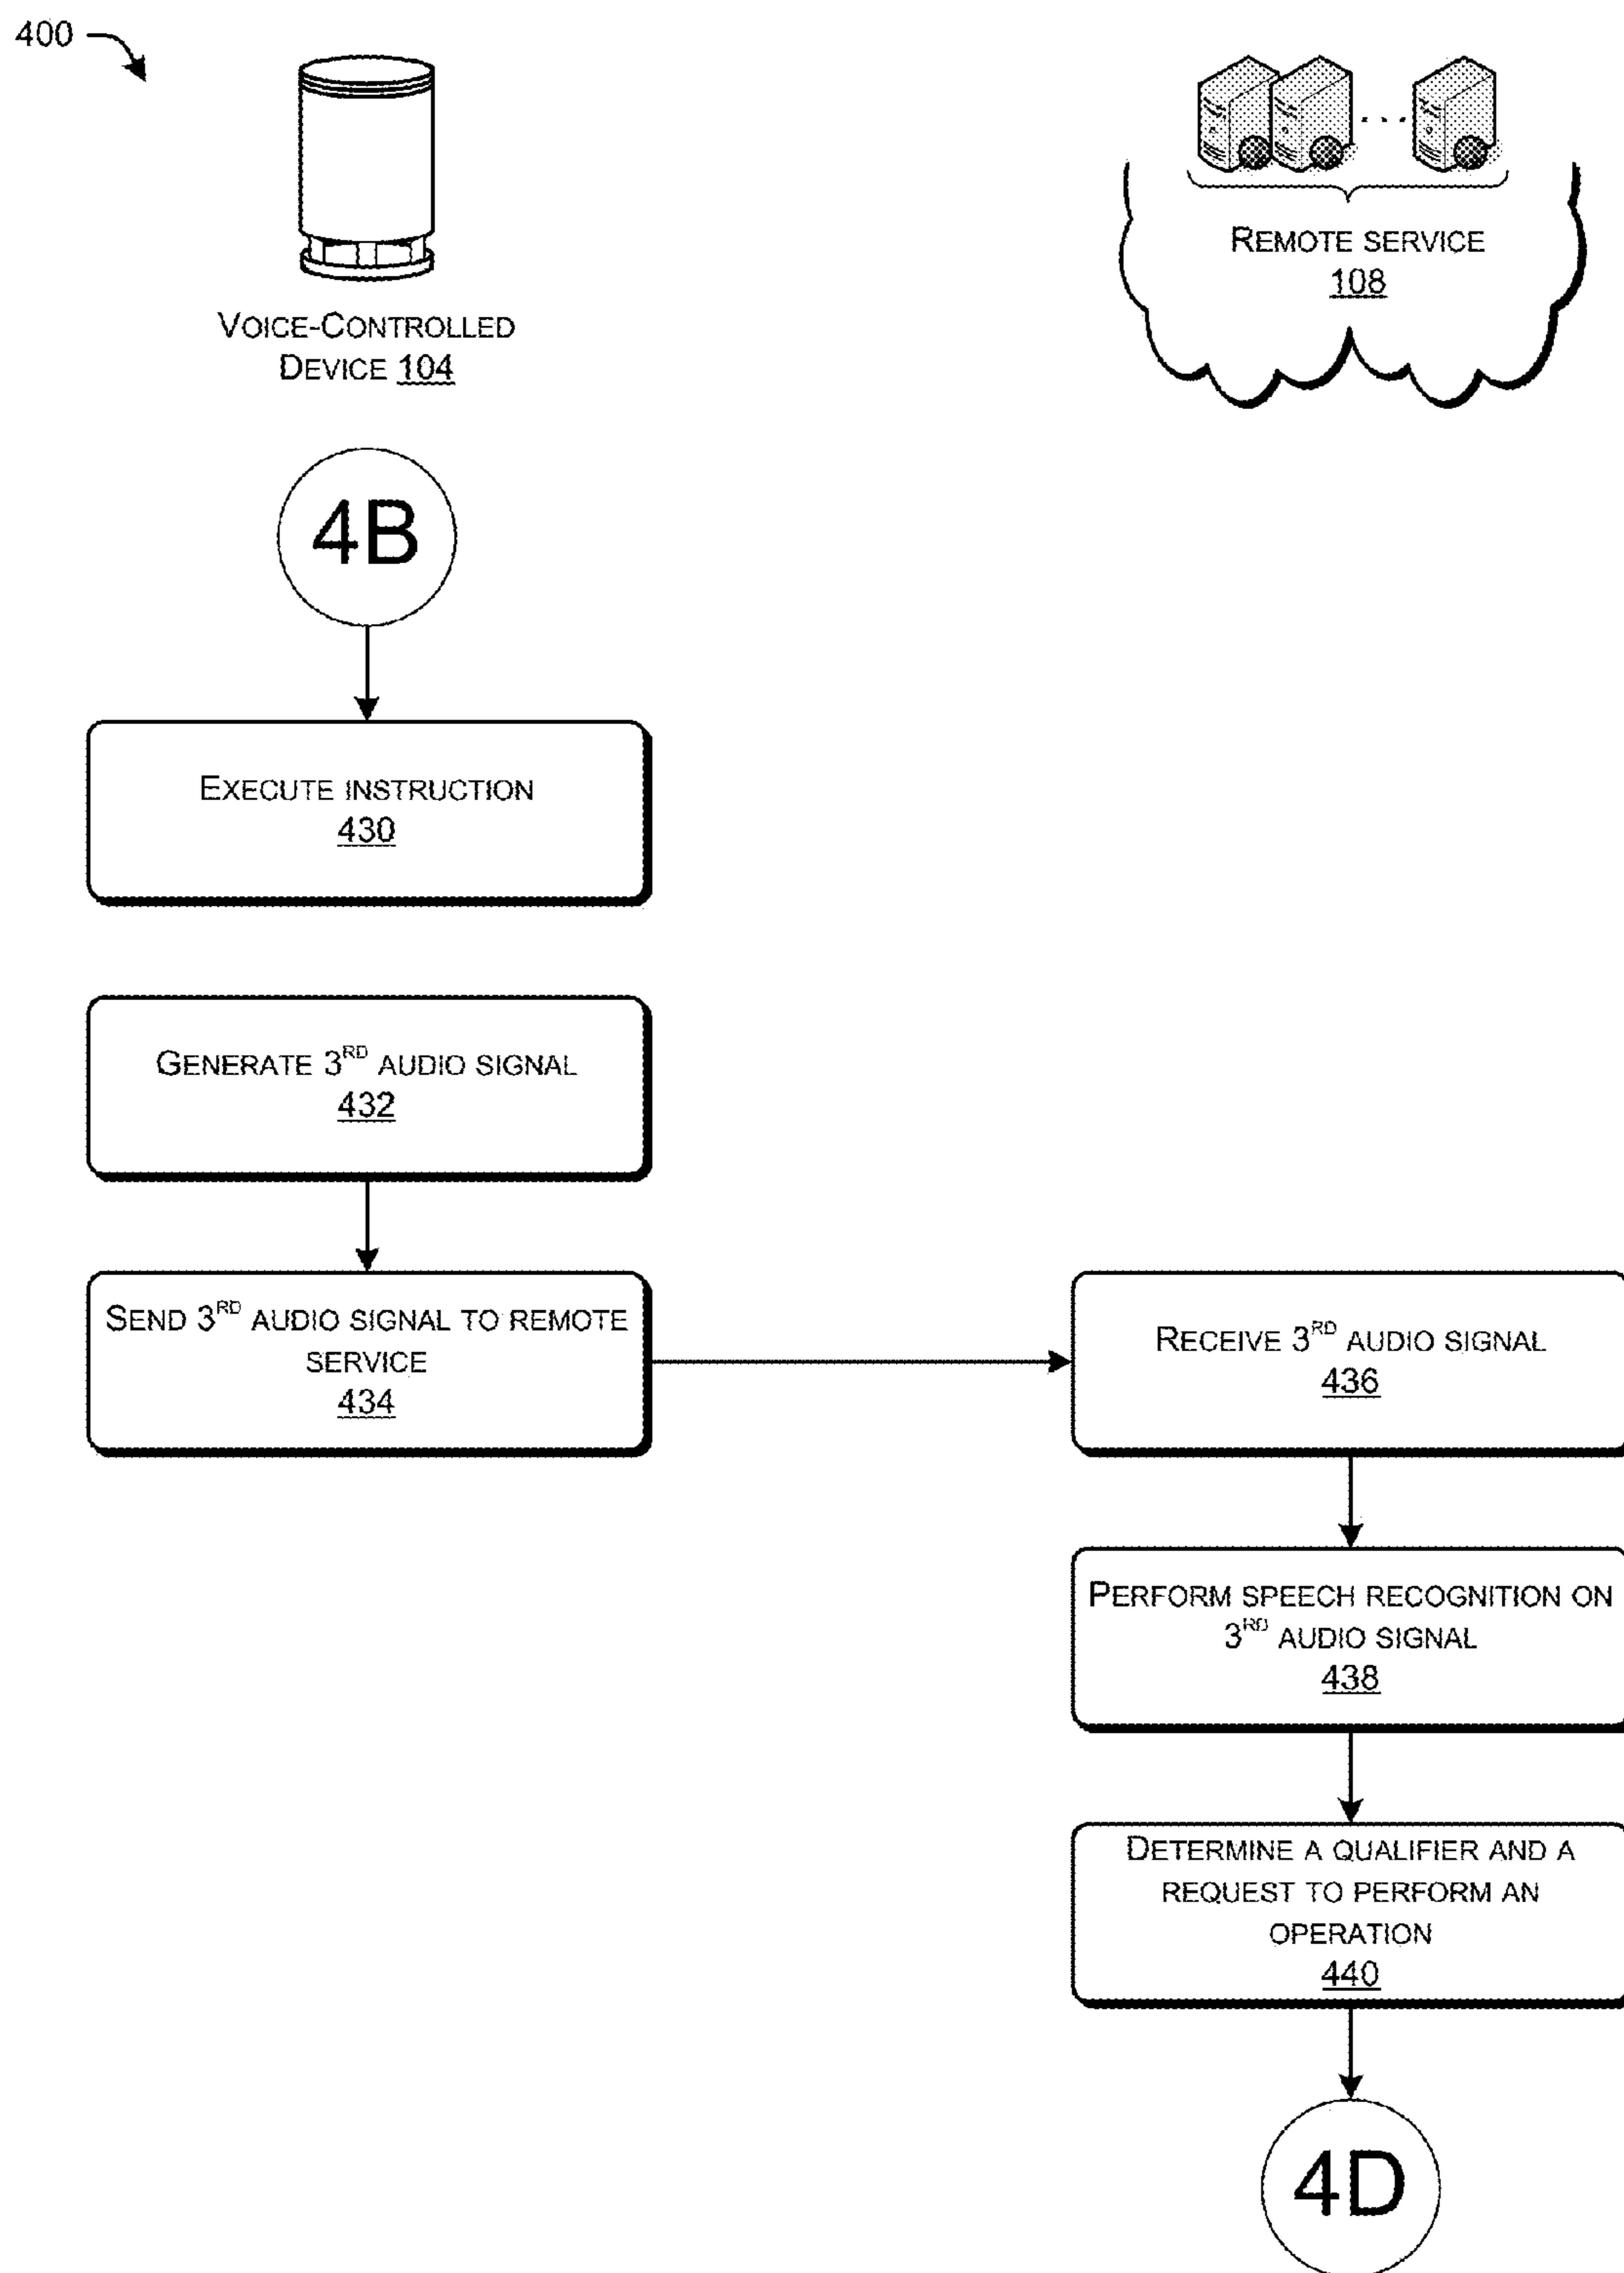 400
VOICE-CONTROLLED
DEVICE 104
REMOTE SERVICE
108
4B
EXECUTE INSTRUCTION
430
GENERATE 3RD AUDIO SIGNAL
432
SEND 3RD AUDIO SIGNAL TO REMOTE
SERVICE
434
RECEIVE 3RD AUDIO SIGNAL
436
PERFORM SPEECH RECOGNITION ON
3RD AUDIO SIGNAL
438
DETERMINE A QUALIFIER AND A
REQUEST TO PERFORM AN
OPERATION
440
4D